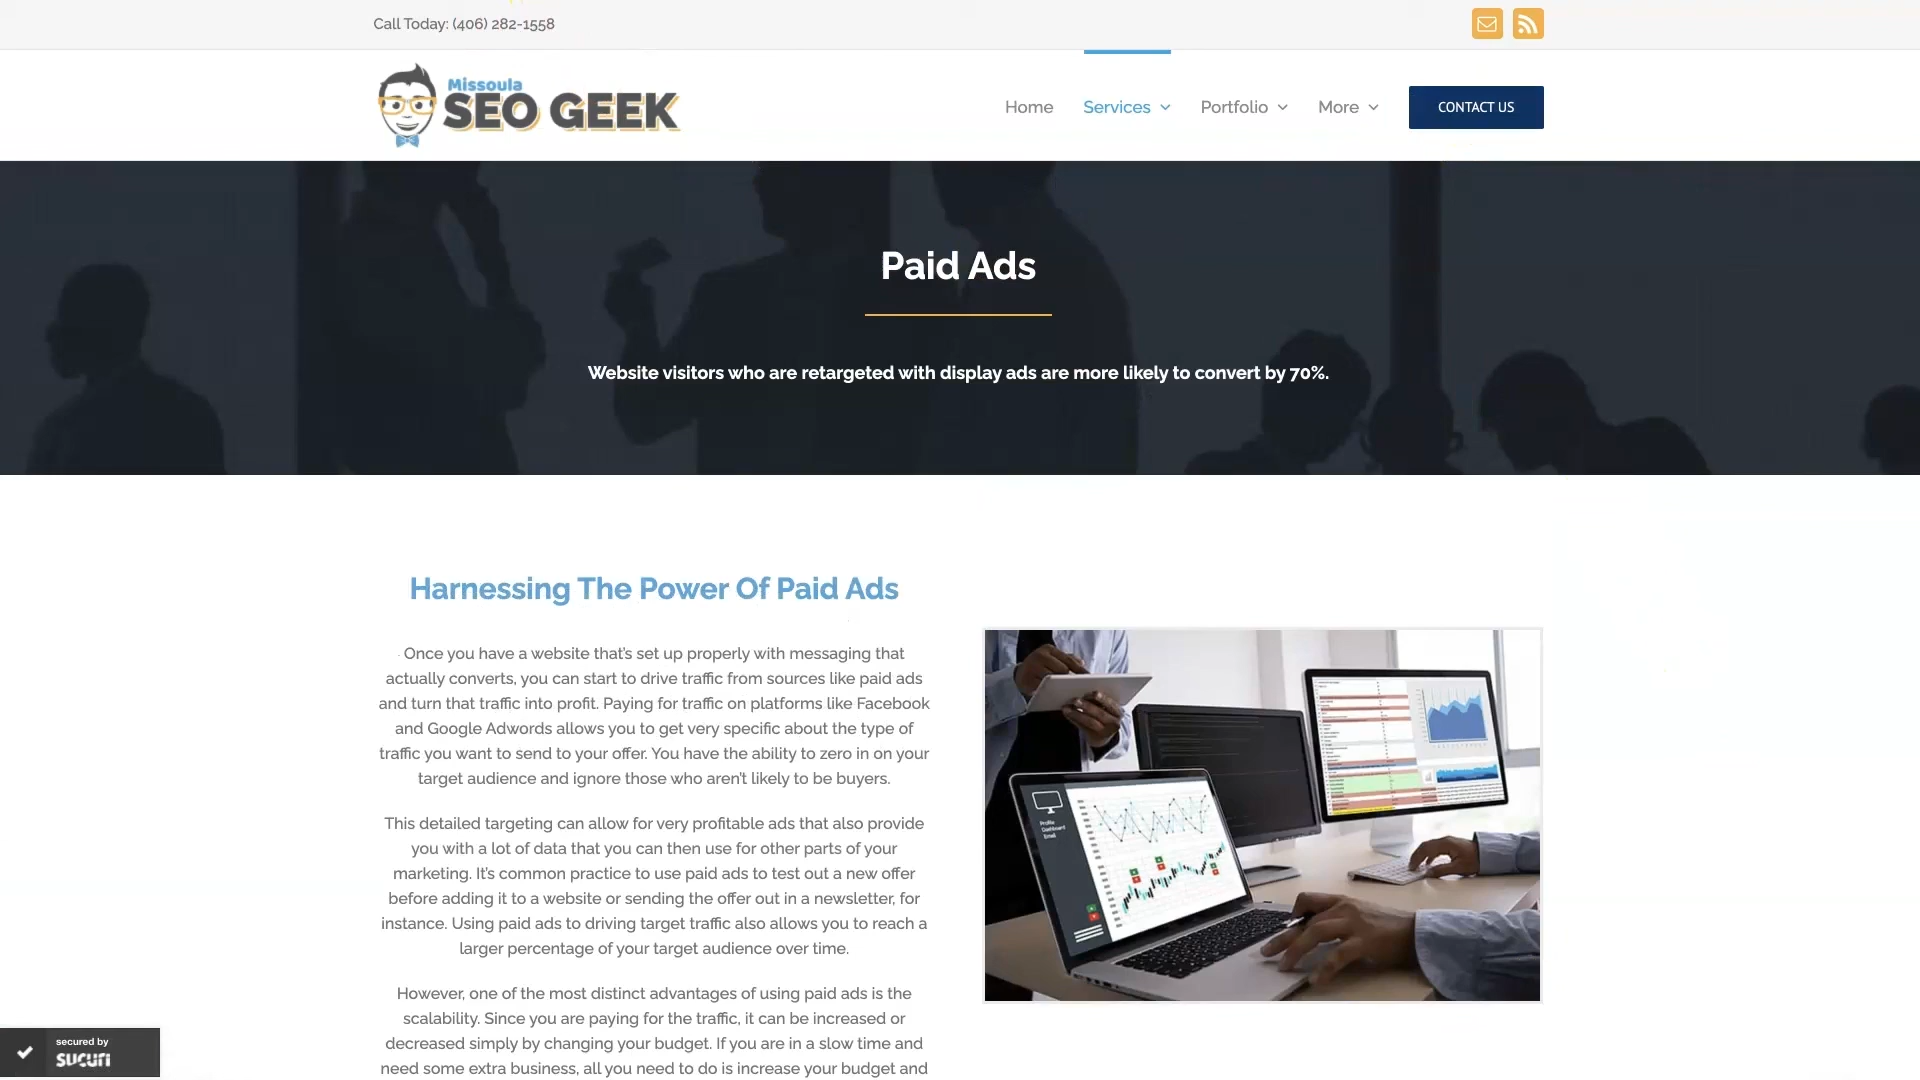 Call Today: (406) 282-1558
Missoula
SEO GEEK
Home
Services
Portfolio
More
CONTACT US
Paid Ads
Website visitors who are retargeted with display ads are more likely to convert by 70%.
Harnessing The Power Of Paid Ads
Once you have a website that's set up properly with messaging that
actually converts, you can start to drive traffic from sources like paid ads
and turn that traffic into profit. Paying for traffic on platforms like Facebook
and Google Adwords allows you to get very specific about the type of
traffic you want to send to your offer. You have the ability to zero in on your
target audience and ignore those who aren't likely to be buyers.
This detailed targeting can allow for very profitable ads that also provide
you with a lot of data that you can then use for other parts of your
marketing. It's common practice to use paid ads to test out a new offer
before adding it to a website or sending the offer out in a newsletter, for
instance. Using paid ads to driving target traffic also allows you to reach a
larger percentage of your target audience over time.
However, one of the most distinct advantages of using paid ads is the
scalability. Since you are paying for the traffic, it can be increased or
decreased simply by changing your budget. If you are in a slow time and
need some extra business, all you need to do is increase your budget and
Profile
Dashboard
Email
secured by
sucuri